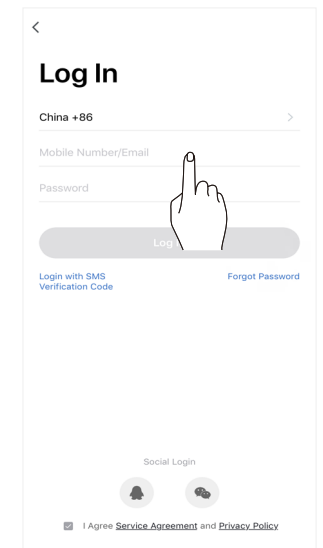 Log In
China +86
Mobile Number/Email
Password
Log
Login with SMS
Verification Code
Forgot Password
Social Login
I Agree Service Agreement and Privacy Policy